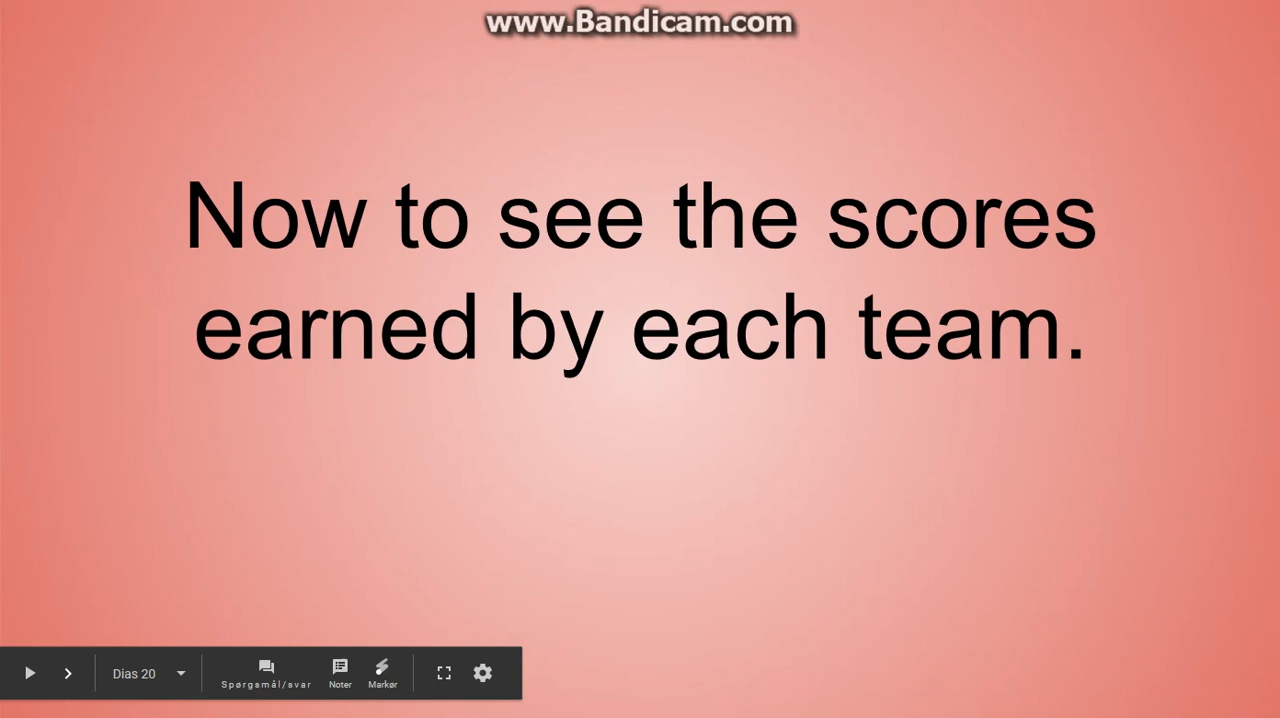 www.Bandicam.com
Now to see the scores
earned by each team.
Dias 20
Spørgsmål/svar
Noter
Markør